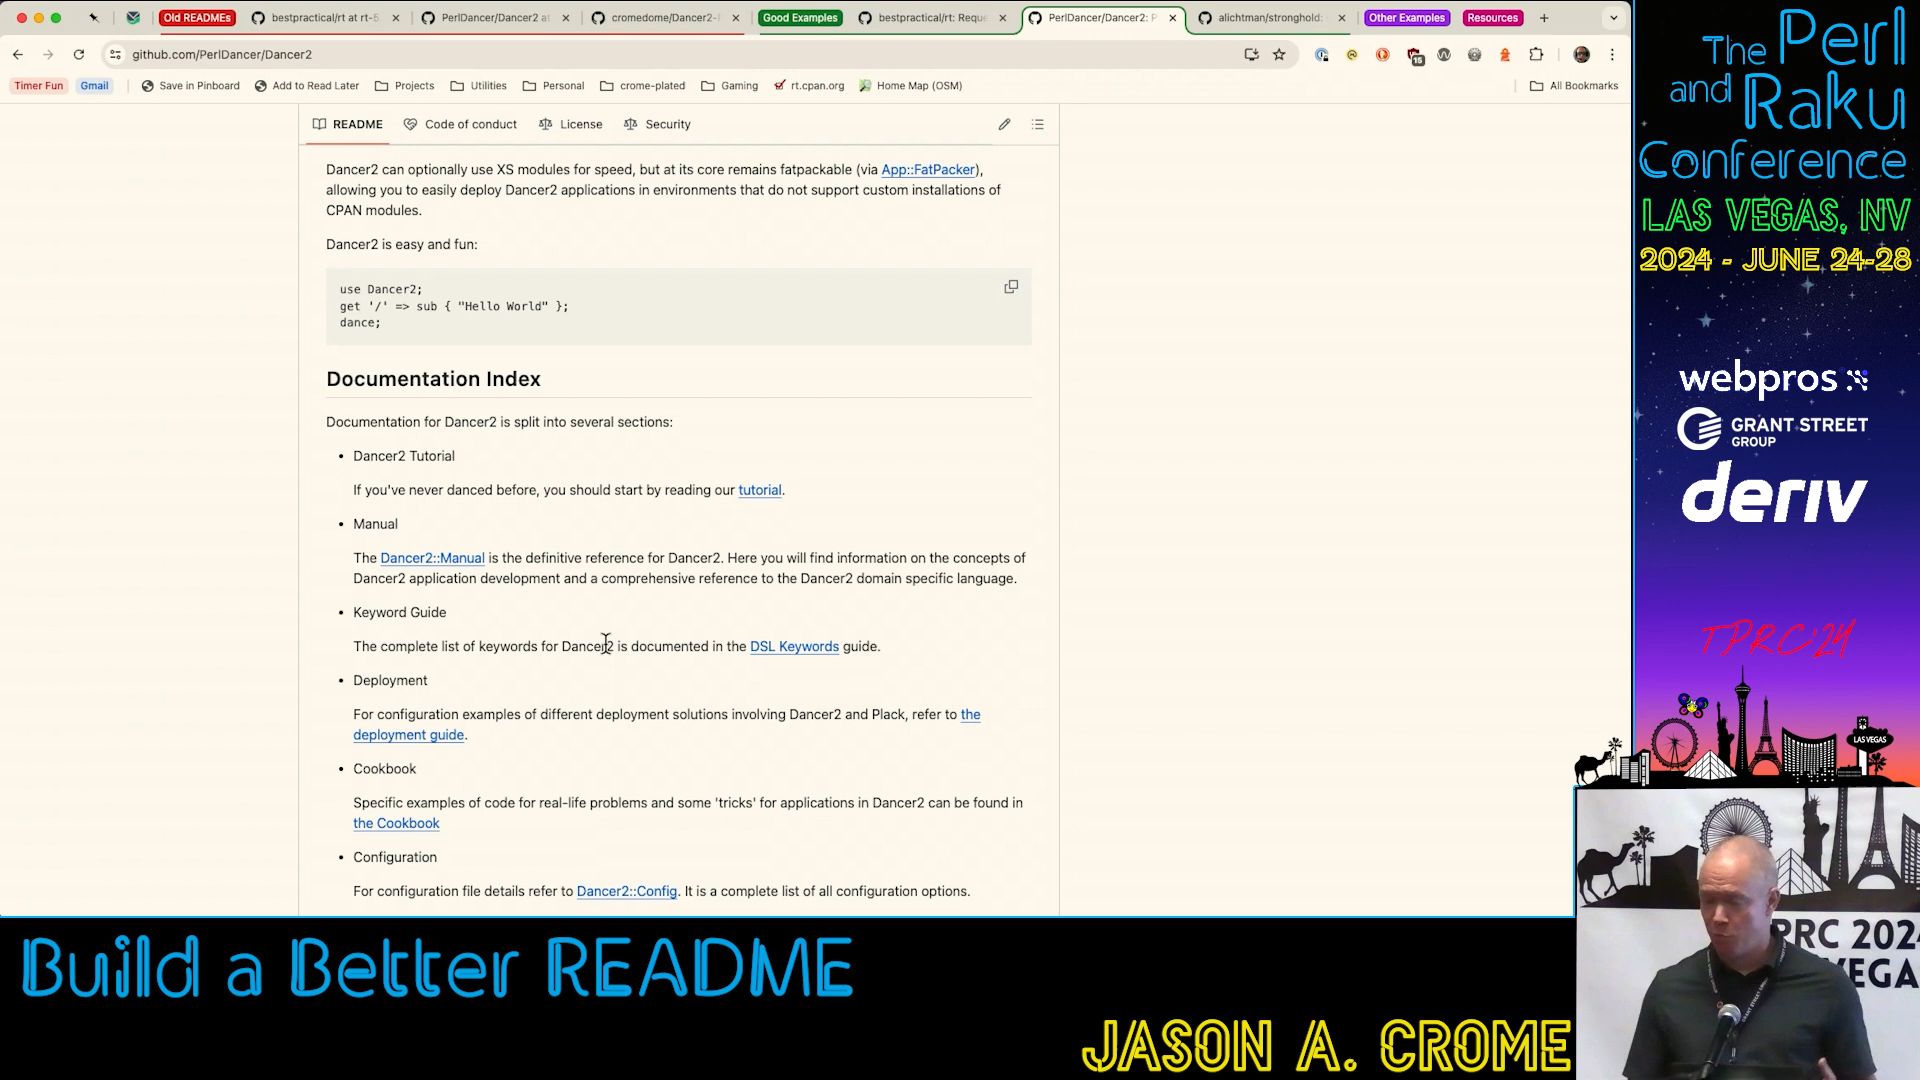 Old READMEs
bestpractical/rt at rt-5
PerlDancer/Dancer2 at
cromedome/Dancer2-
Good Examples
bestpractical/rt: Reque
PerlDancer/Dancer2: P
alichtman/stronghold:
Other Examples
Resources
github.com/PerlDancer/Dancer2
15
Timer Fun
Gmail
Save in Pinboard
Add to Read Later
Projects
Utilities
Personal
crome-plated
Gaming
rt.cpan.org
Home Map (OSM)
All Bookmarks
README
Code of conduct
License
Security
Dancer2 can optionally use XS modules for speed, but at its core remains fatpackable (via App::FatPacker),
allowing you to easily deploy Dancer2 applications in environments that do not support custom installations of
CPAN modules.
Dancer2 is easy and fun:
use Dancer2;
get '/' => sub { "Hello World" };
dance;
Documentation Index
Documentation for Dancer2 is split into several sections:
• Dancer2 Tutorial
If you've never danced before, you should start by reading our tutorial.
• Manual
The Dancer2::Manual is the definitive reference for Dancer2. Here you will find information on the concepts of
Dancer2 application development and a comprehensive reference to the Dancer2 domain specific language.
• Keyword Guide
The complete list of keywords for Dancer2 is documented in the DSL Keywords guide.
• Deployment
For configuration examples of different deployment solutions involving Dancer2 and Plack, refer to the
deployment guide.
• Cookbook
Specific examples of code for real-life problems and some 'tricks' for applications in Dancer2 can be found in
the Cookbook
• Configuration
For configuration file details refer to Dancer2::Config. It is a complete list of all configuration options.
The Perl
and Raku
Conference
LAS VEGAS, NV
2024 - JUNE 24-28
webpros
GRANT STREET
GROUP
deriv
TPRC24
LAS VEGAS
PRC 202
VEGA
Build a Better README
JASON A. CROME